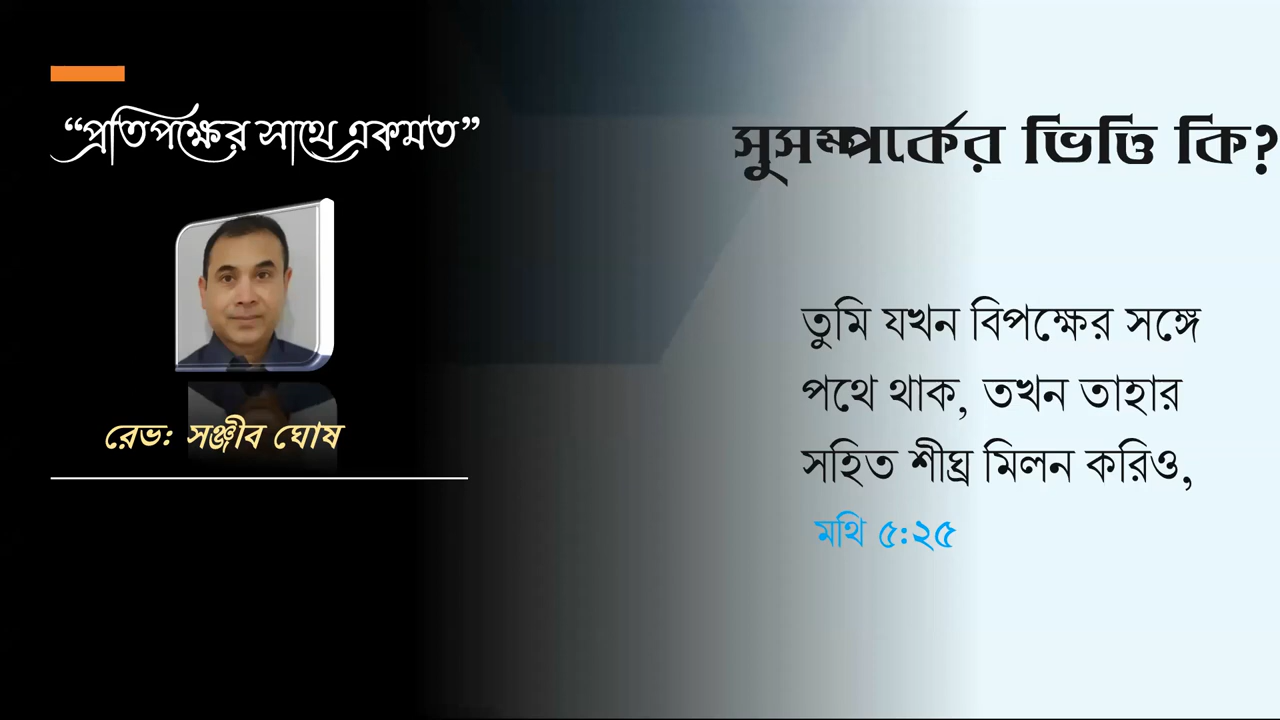 “প্রতিপক্ষের সাথে একমত”
রেভ: সঞ্জীব ঘোষ
সুসম্পর্কের ভিত্তি কি?
তুমি যখন বিপক্ষের সঙ্গে
পথে থাক, তখন তাহার
সহিত শীঘ্র মিলন করিও,
মথি ৫:২৫